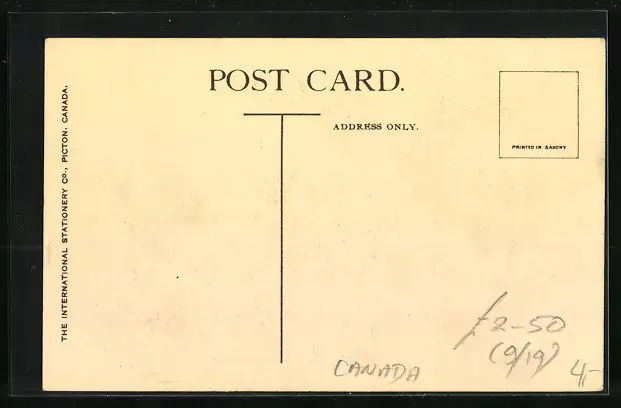 POST CARD.
ADDRESS ONLY.
PRINTED IN SAXONY
THE INTERNATIONAL STATIONERY CO., PICTON, CANADA.
£2-50
(9/19)
CANADA
4,-